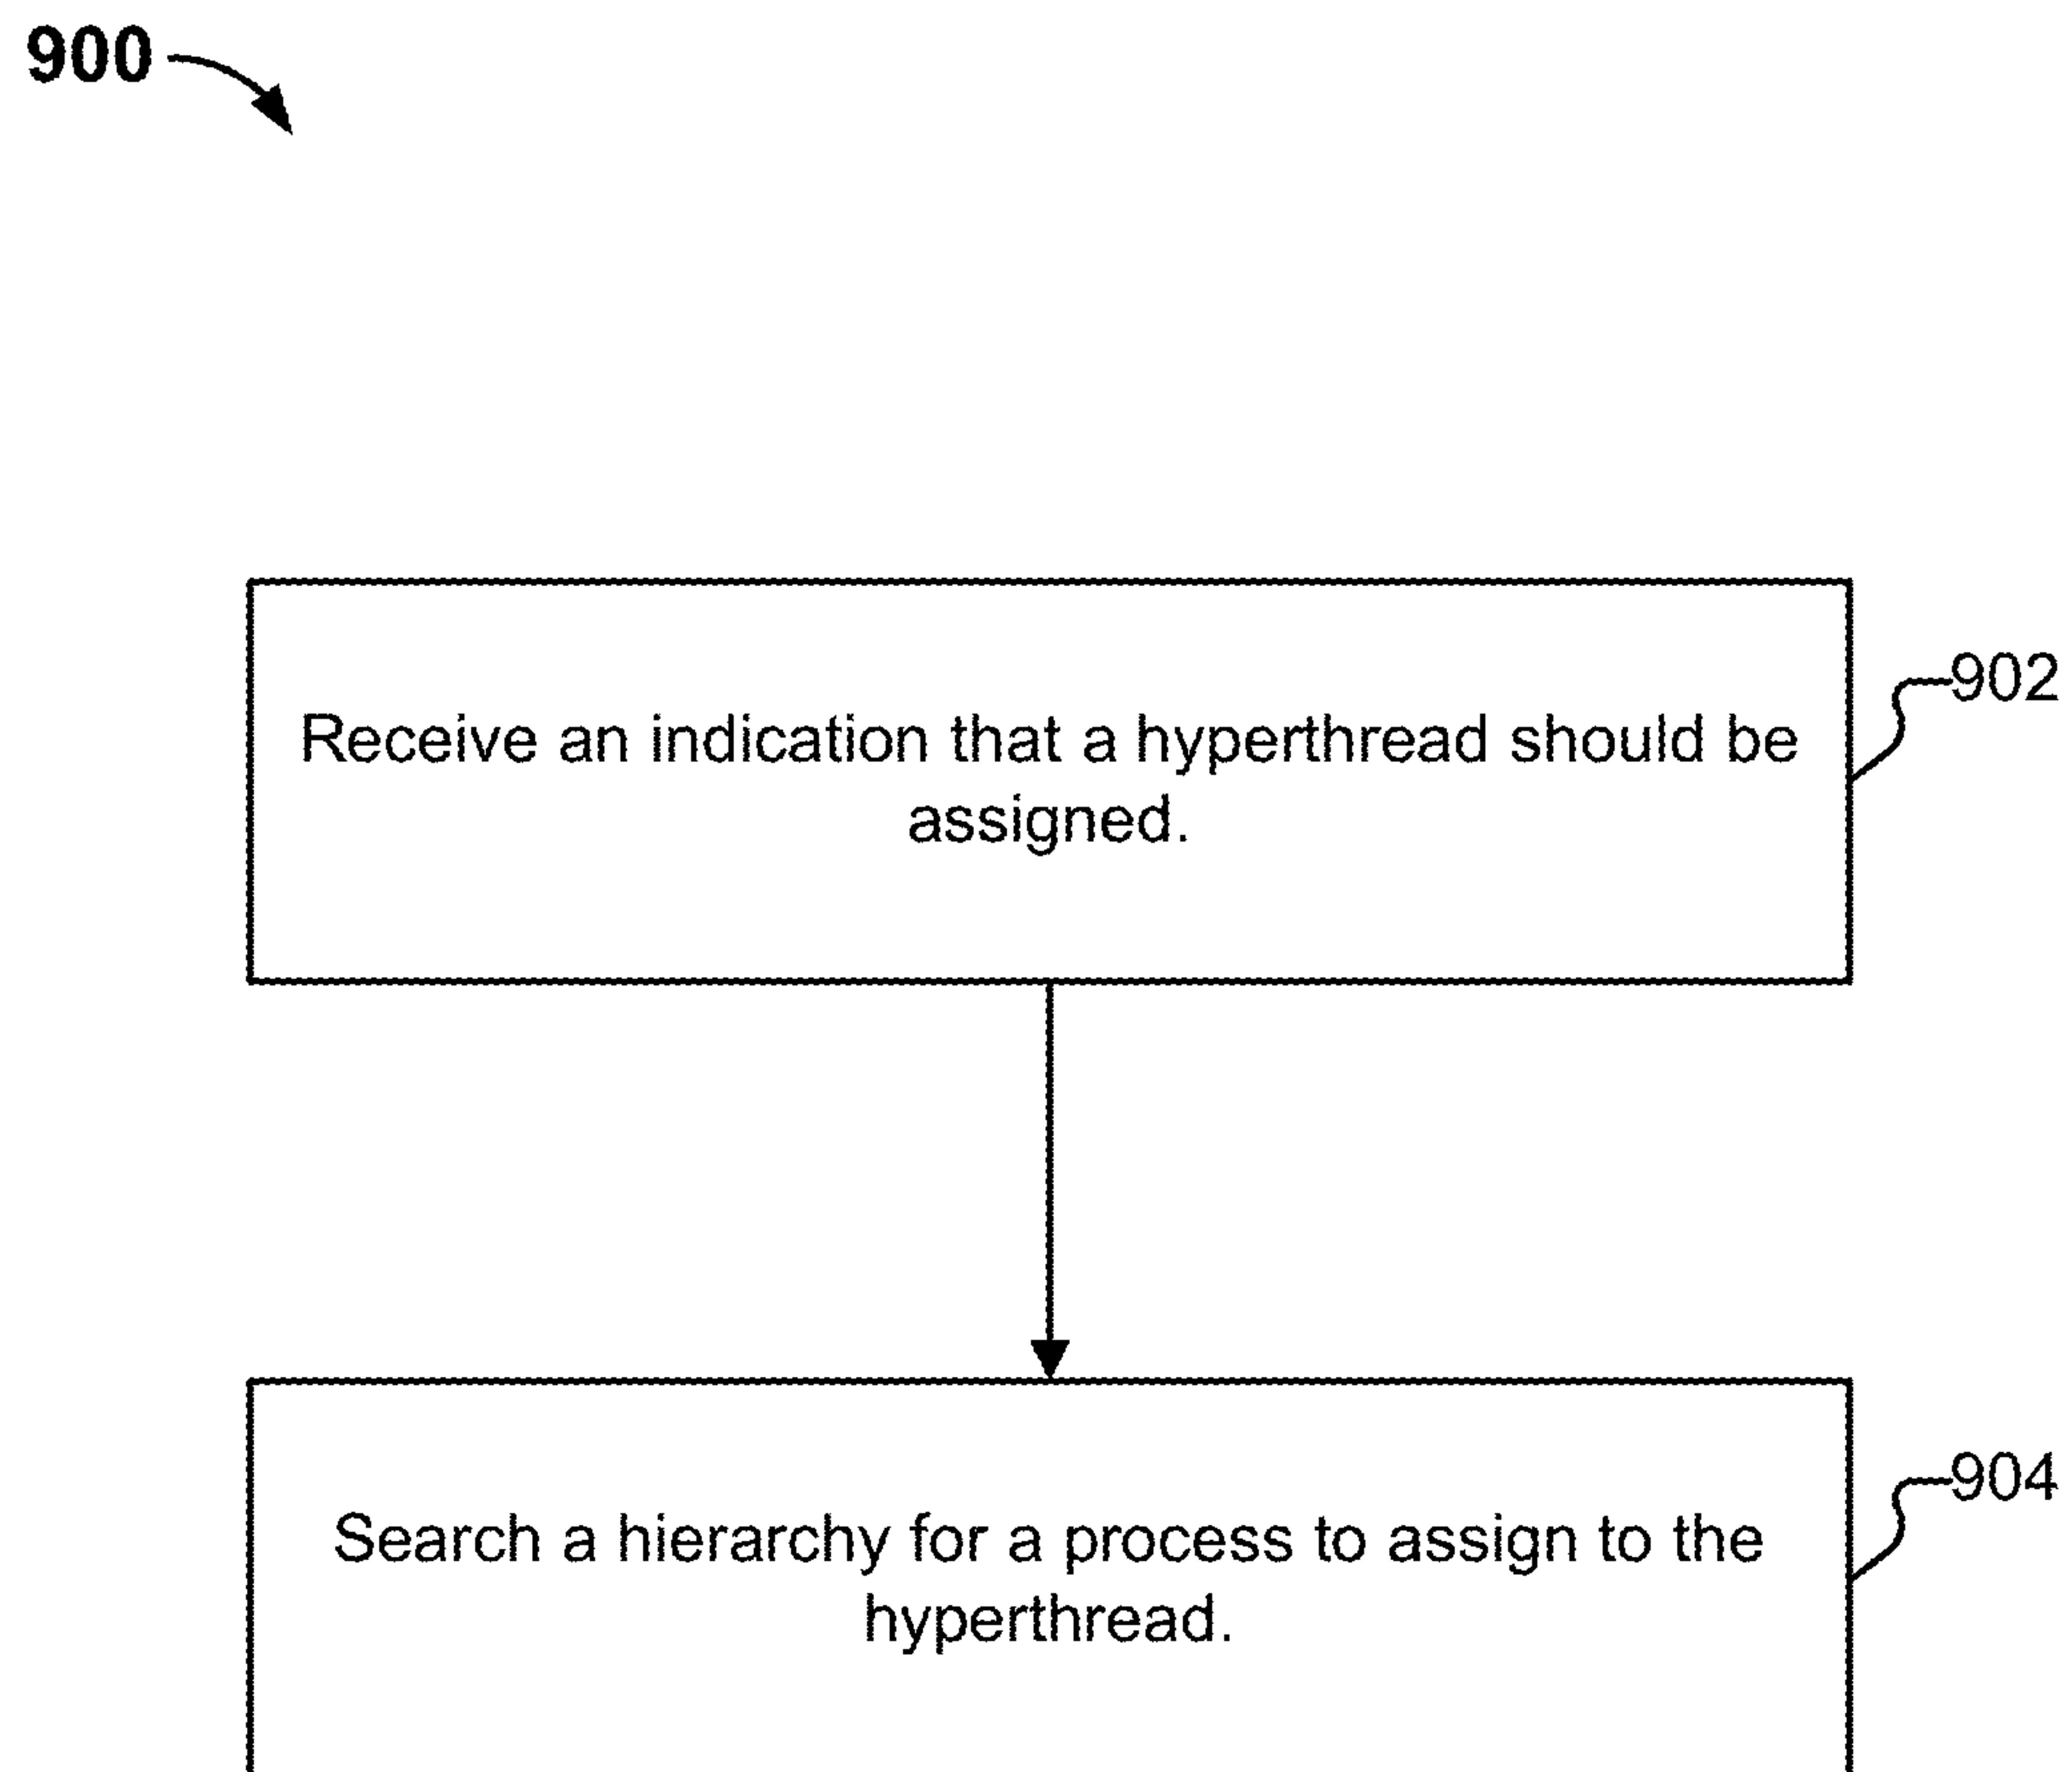 900
Receive an indication that a hyperthread should be
assigned.
902
Search a hierarchy for a process to assign to the
hyperthread.
904